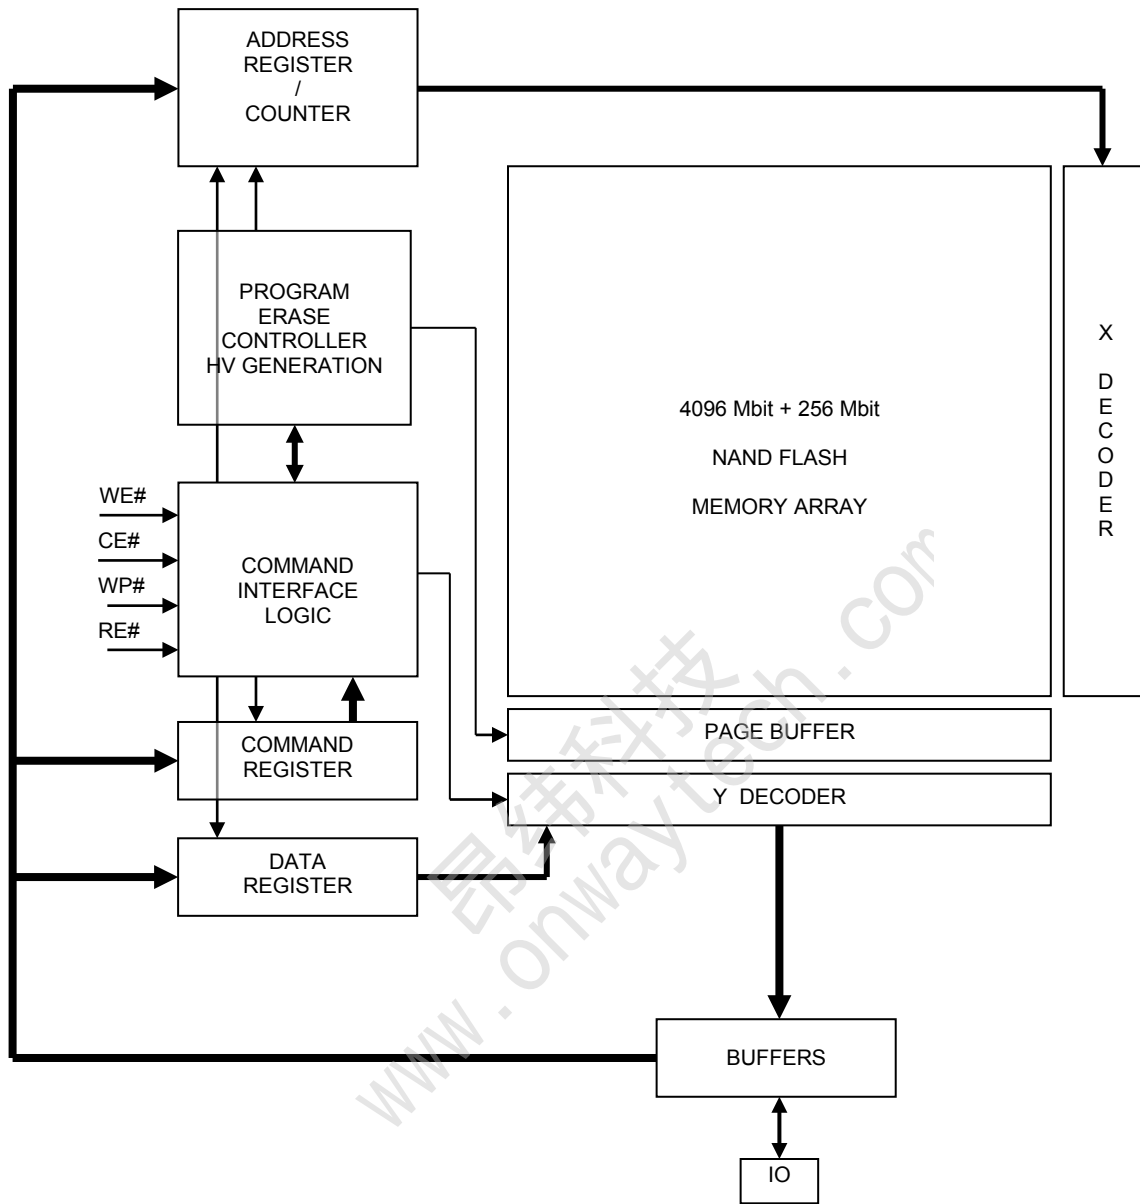 ADDRESS
REGISTER
/
COUNTER
PROGRAM
ERASE
CONTROLLER
HV GENERATION
4096 Mbit + 256 Mbit
NAND FLASH
MEMORY ARRAY
X
D
E
C
O
D
E
R
WE#
CE#
WP#
RE#
COMMAND
INTERFACE
LOGIC
COMMAND
REGISTER
PAGE BUFFER
Y DECODER
DATA
REGISTER
BUFFERS
IO
昂纬科技
www.onwaytech.com